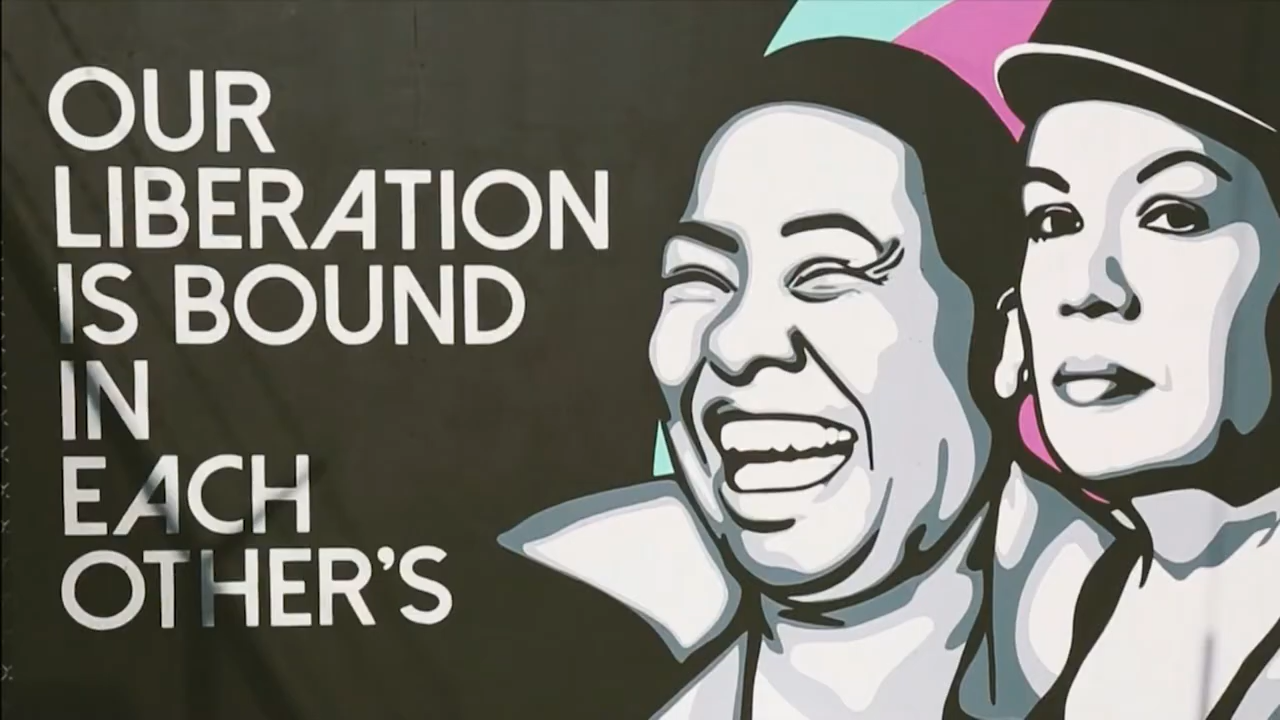 OUR
LIBERATION
IS BOUND
IN
EACH
OTHER'S